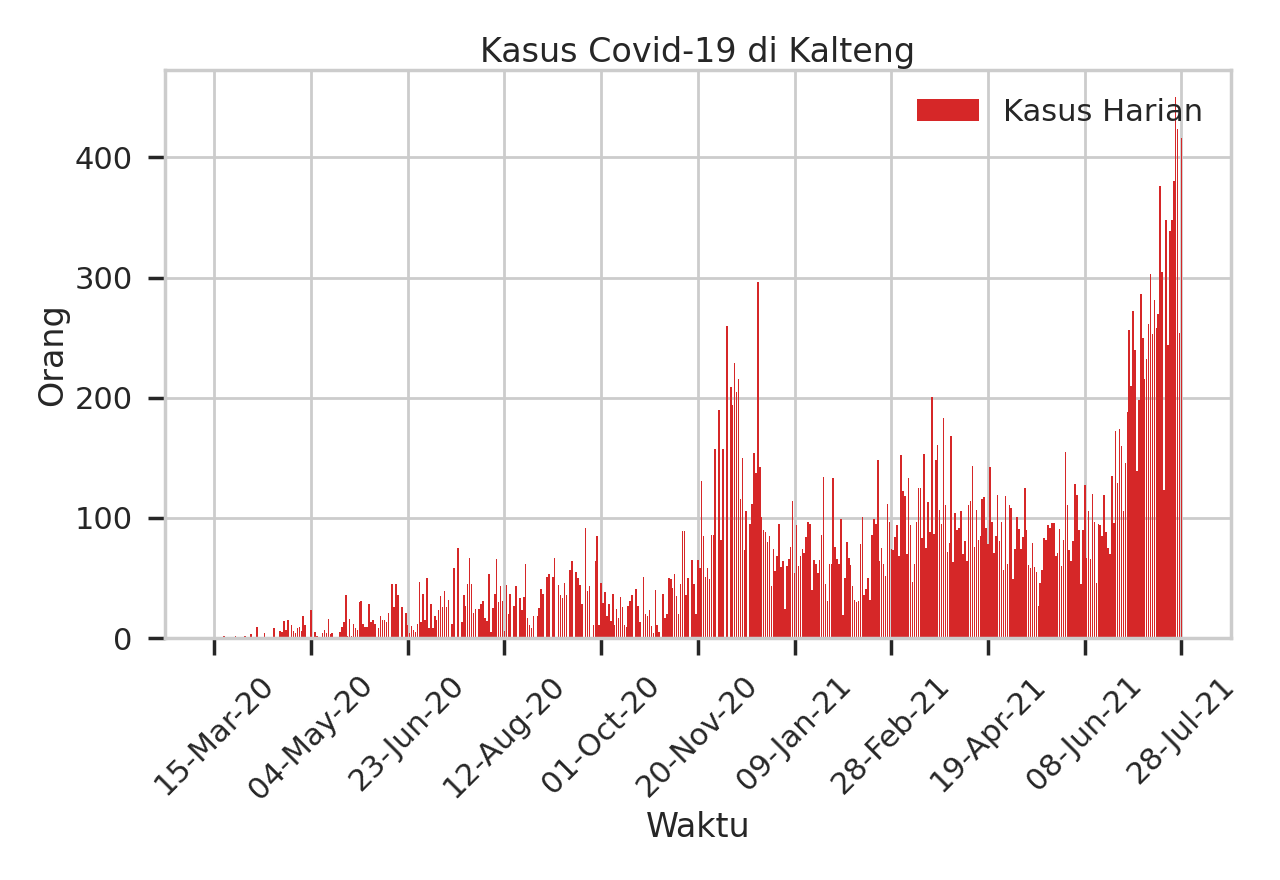 Kasus Covid-19 di Kalteng
Kasus Harian
Orang
400
300
200
100
0
15-Mar-20
04-May-20
23-Jun-20
12-Aug-20
01-Oct-20
20-Nov-20
09-Jan-21
28-Feb-21
19-Apr-21
08-Jun-21
28-Jul-21
Waktu